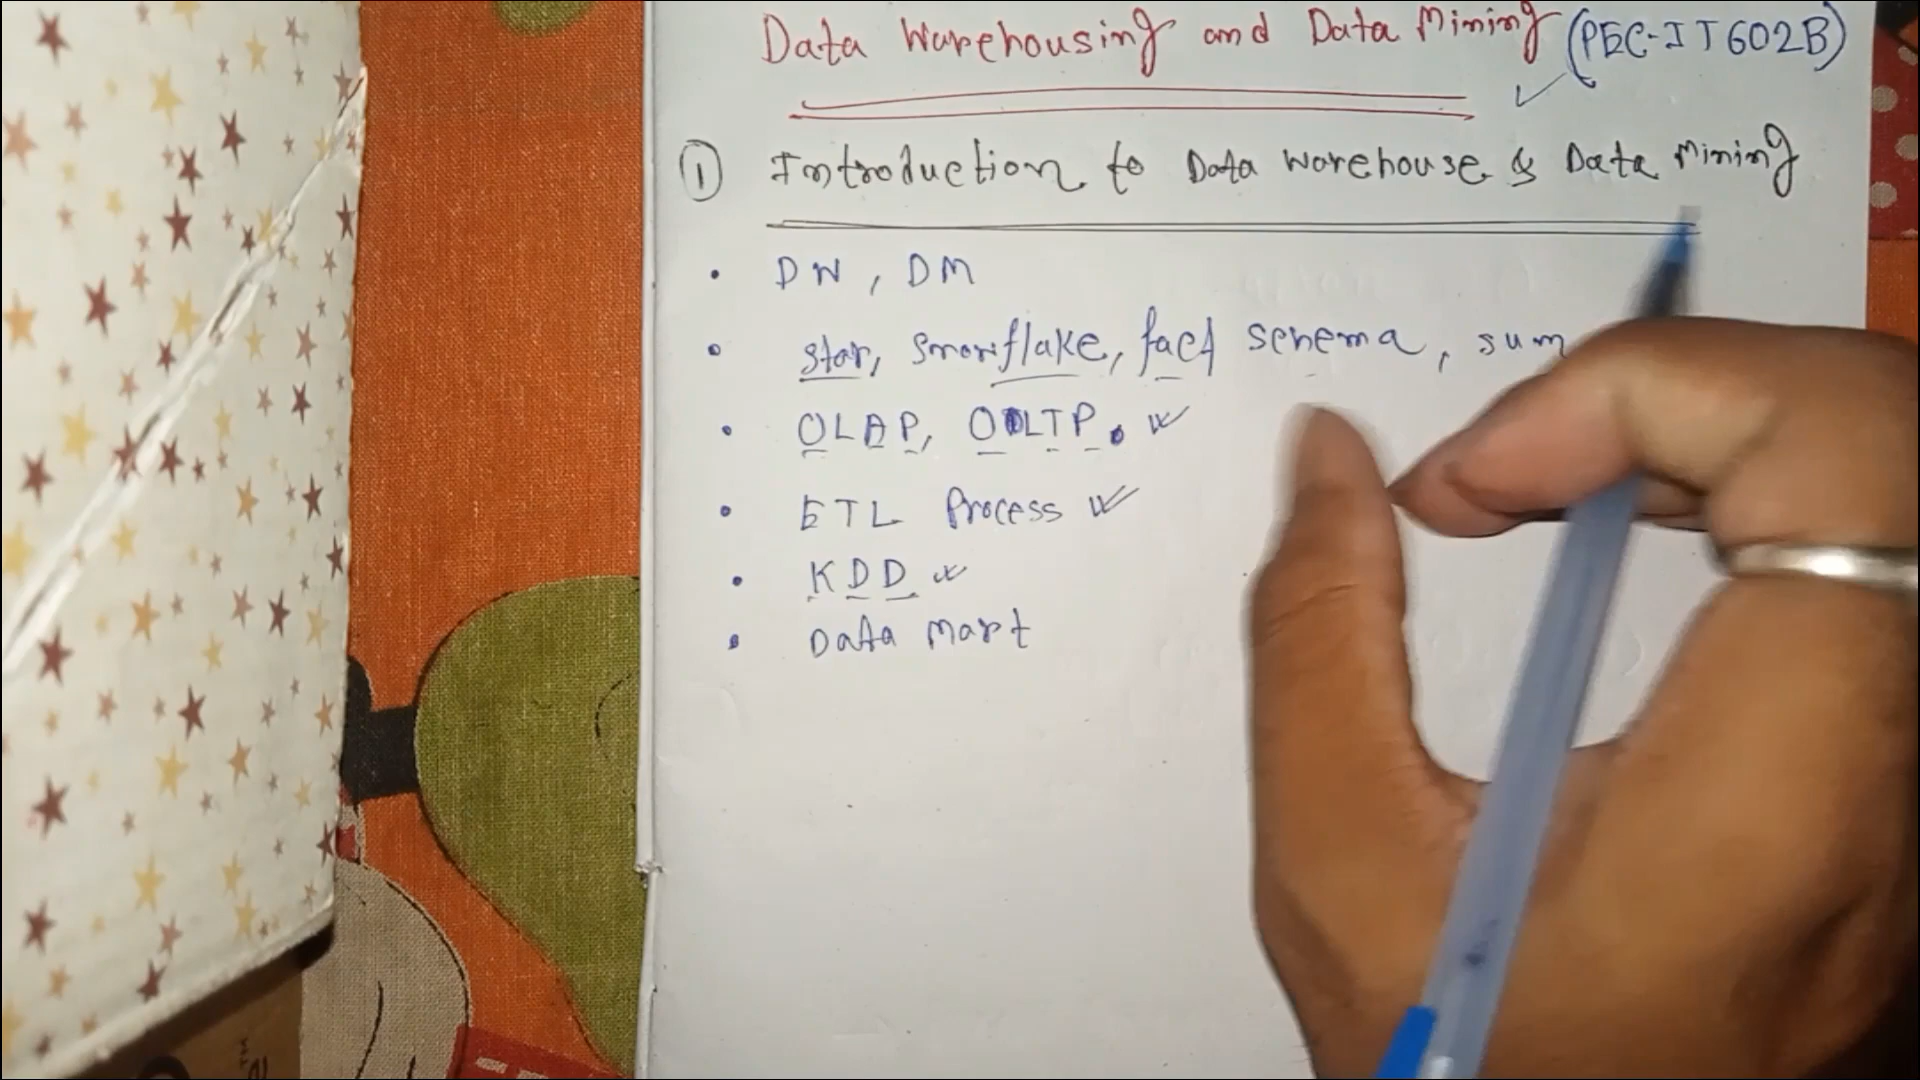 Data Warehousing and Data Mining (PEC-IT602B)
① Introduction to Data Warehouse & Data Mining
• DW, DM
• star, snowflake, fact schema, sum
• OLAP, OLTP.
• ETL Process
• KDD
• Data Mart